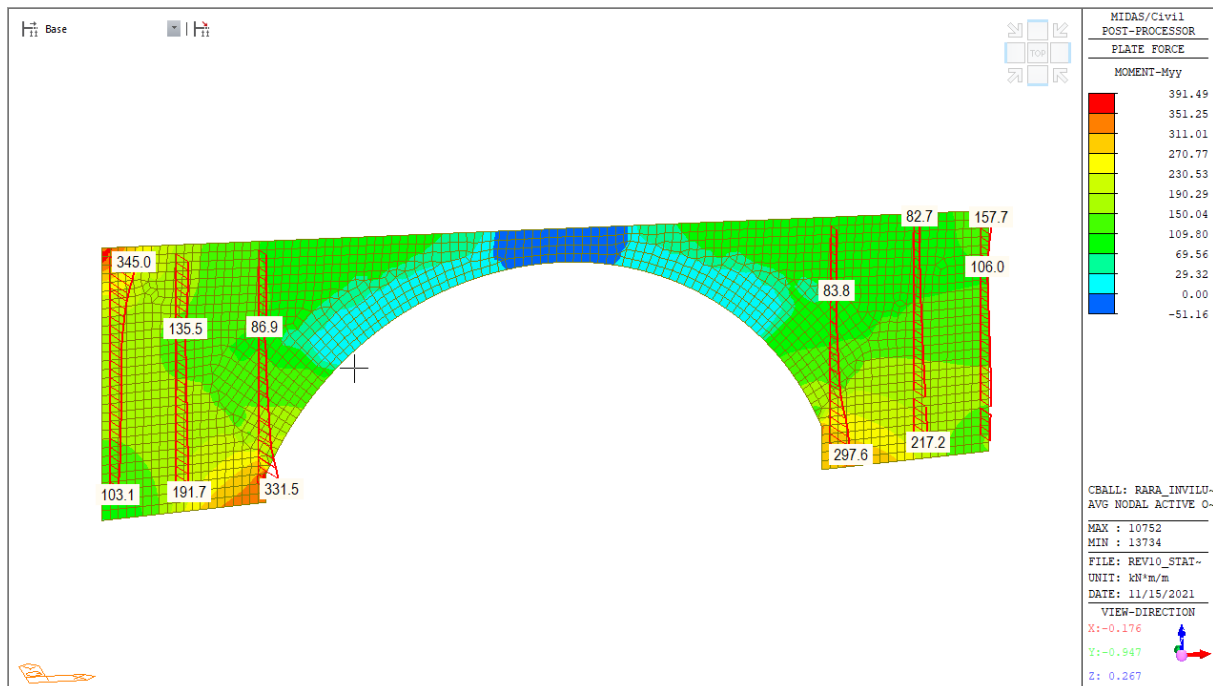 Base
TOP
345.0
135.5
86.9
103.1
191.7
331.5
82.7
157.7
106.0
83.8
297.6
217.2
MIDAS/Civil
POST-PROCESSOR
PLATE FORCE
MOMENT-Myy
391.49
351.25
311.01
270.77
230.53
190.29
150.04
109.80
69.56
29.32
0.00
-51.16
CBALL: RARA_INVILU~
AVG NODAL ACTIVE O~
MAX : 10752
MIN : 13734
FILE: REV10_STAT~
UNIT: kN*m/m
DATE: 11/15/2021
VIEW-DIRECTION
X:-0.176
Y:-0.947
Z: 0.267